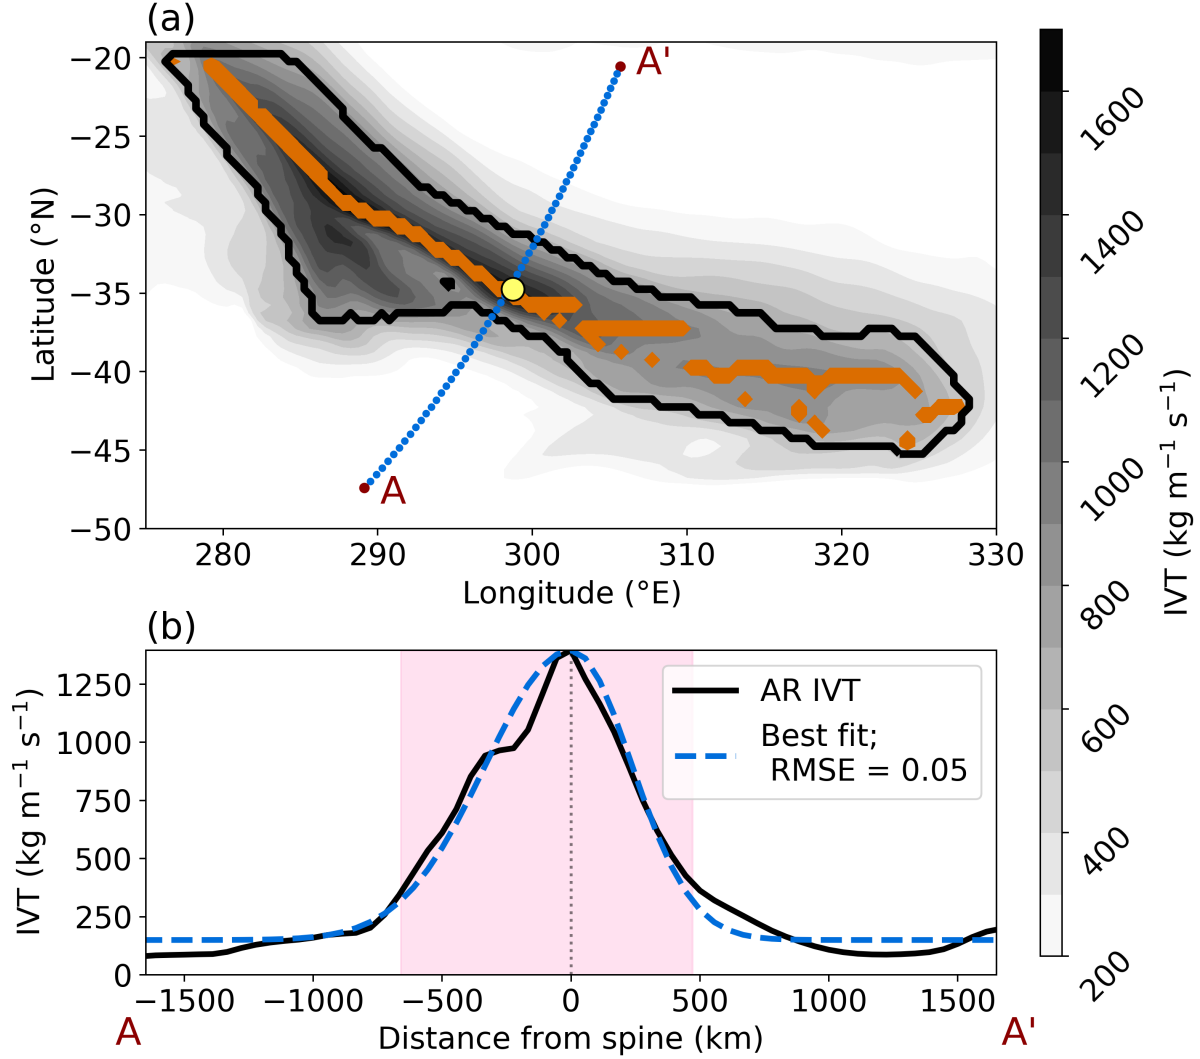 (a)
−20
−25
−30
−35
−40
−45
−50
Latitude (°N)
A'
A
280
290
300
310
320
330
Longitude (°E)
1600
1400
1200
1000
800
600
400
200
IVT (kg m⁻¹ s⁻¹)
(b)
1250
1000
750
500
250
0
IVT (kg m⁻¹ s⁻¹)
AR IVT
Best fit;
RMSE = 0.05
−1500
−1000
−500
0
500
1000
1500
A
Distance from spine (km)
A'